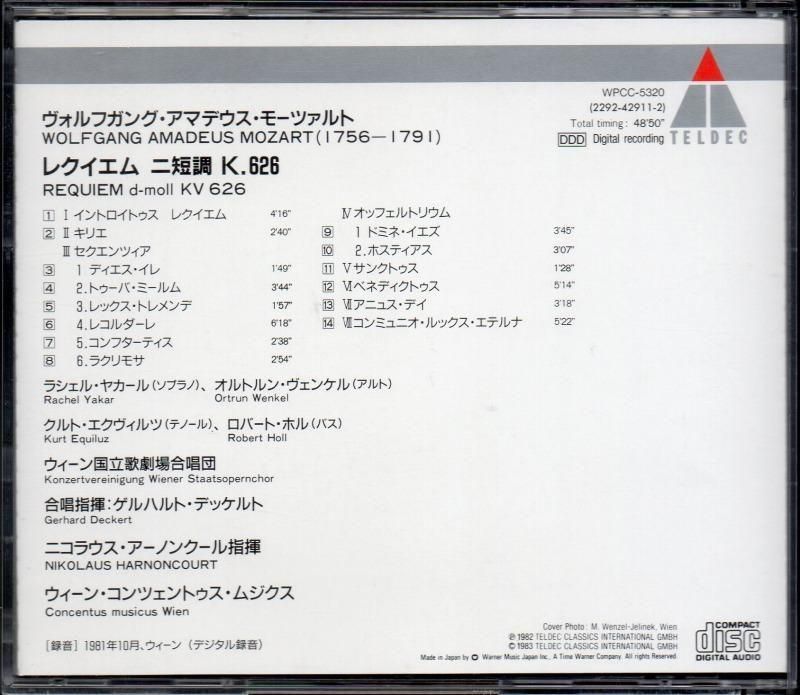 WPCC-5320
(2292-42911-2)
Total timing: 48'50"
DDD Digital recording
TELDEC
ヴォルフガング・アマデウス・モーツァルト
WOLFGANG AMADEUS MOZART (1756—1791)
レクイエム ニ短調 K.626
REQUIEM d-moll KV 626
1 Ⅰ イントロイトゥス レクイエム 4'16"
2 Ⅱ キリエ 2'40"
Ⅲ セクエンツィア
3 1 ディエス・イレ 1'49"
4 2.トゥーバ・ミールム 3'44"
5 3.レックス・トレメンデ 1'57"
6 4.レコルダーレ 6'18"
7 5.コンフターティス 2'38"
8 6.ラクリモサ 2'54"
Ⅳ オッフェルトリウム
9 1 ドミネ・イエズ 3'45"
10 2.ホスティアス 3'07"
11 Ⅴ サンクトゥス 1'28"
12 Ⅵ ベネディクトゥス 5'14"
13 Ⅶ アニュス・デイ 3'18"
14 Ⅷ コンムニオ・ルックス・エテルナ 5'22"
ラシェル・ヤカール(ソプラノ)、オルトルン・ヴェンケル(アルト)
Rachel Yakar Ortrun Wenkel
クルト・エクヴィルツ(テノール)、ロバート・ホル(バス)
Kurt Equiluz Robert Holl
ウィーン国立歌劇場合唱団
Konzertvereinigung Wiener Staatsopernchor
合唱指揮:ゲルハルト・デッケルト
Gerhard Deckert
ニコラウス・アーノンクール指揮
NIKOLAUS HARNONCOURT
ウィーン・コンツェントゥス・ムジクス
Concentus musicus Wien
[録音] 1981年10月、ウィーン (デジタル録音)
Cover Photo: M. Wenzel-Jelinek, Wien
℗ 1982 TELDEC CLASSICS INTERNATIONAL GMBH
© 1983 TELDEC CLASSICS INTERNATIONAL GMBH
Made in Japan by Warner Music Japan Inc., A Time Warner Company. All right reserved.
COMPACT
disc
DIGITAL AUDIO